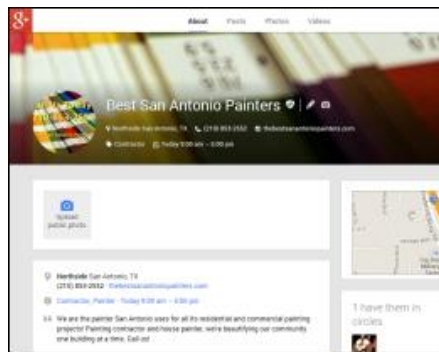 g+
About Posts Photos Videos
Best San Antonio Painters
Northside San Antonio, TX (210) 853-2552 thebestsanantoniopainters.com
Contractor Today 9:00 am – 5:00 pm
Upload
public photo
Northside San Antonio, TX
(210) 853-2552 · thebestsanantoniopainters.com
Contractor, Painter · Today 9:00 am – 5:00 pm
We are the painter San Antonio uses for all its residential and commercial painting
projects! Painting contractor and house painter, we're beautifying our community
one building at a time. Call us!
1 have them in
circles